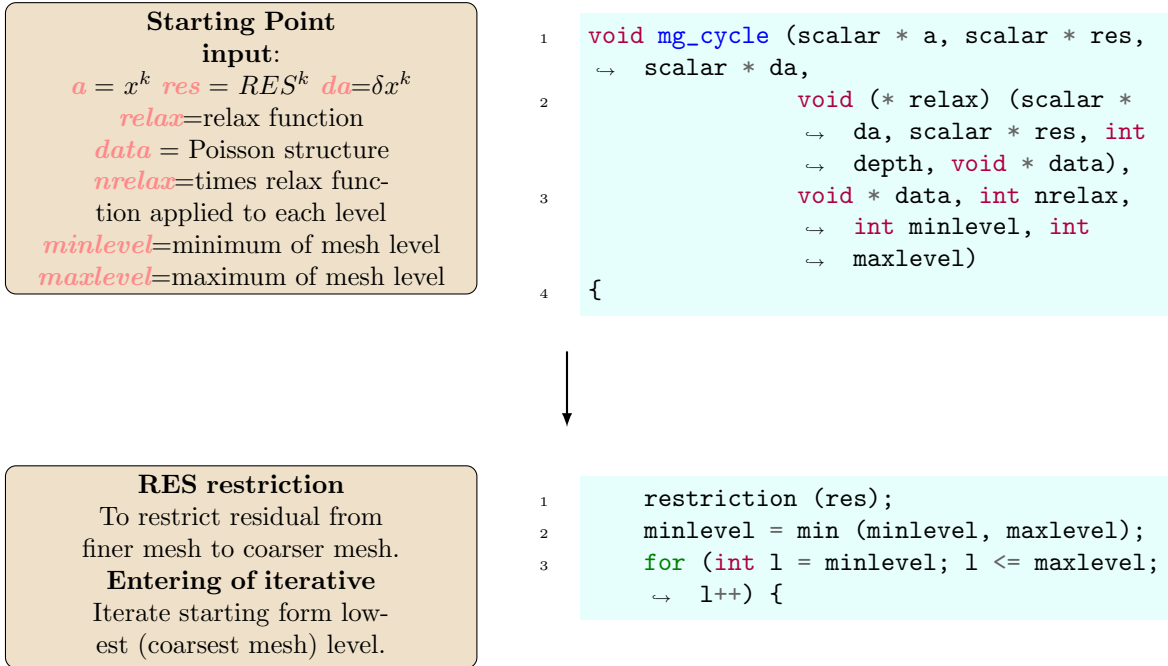 Starting Point
input:
a = x^k res = RES^k da=δx^k
relax=relax function
data = Poisson structure
nrelax=times relax func-
tion applied to each level
minlevel=minimum of mesh level
maxlevel=maximum of mesh level
1 void mg_cycle (scalar * a, scalar * res,
↪ scalar * da,
2 void (* relax) (scalar *
↪ da, scalar * res, int
↪ depth, void * data),
3 void * data, int nrelax,
↪ int minlevel, int
↪ maxlevel)
4 {
RES restriction
To restrict residual from
finer mesh to coarser mesh.
Entering of iterative
Iterate starting form low-
est (coarsest mesh) level.
1 restriction (res);
2 minlevel = min (minlevel, maxlevel);
3 for (int l = minlevel; l <= maxlevel;
↪ l++) {